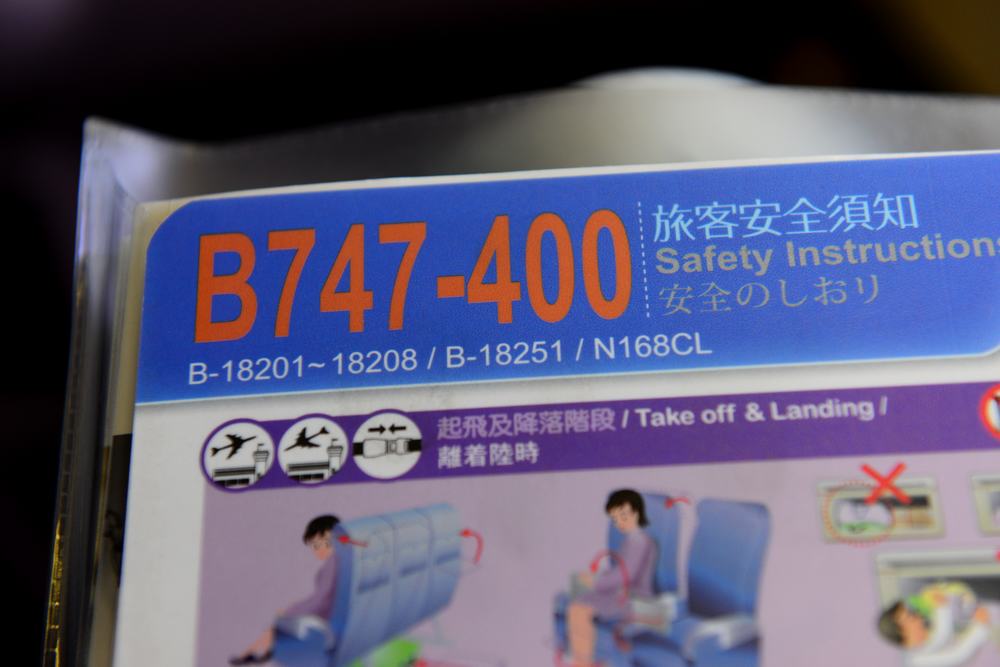 B747-400
旅客安全須知
Safety Instructions
安全のしおり
B-18201~18208 / B-18251 / N168CL
起飛及降落階段 / Take off & Landing /
離着陸時